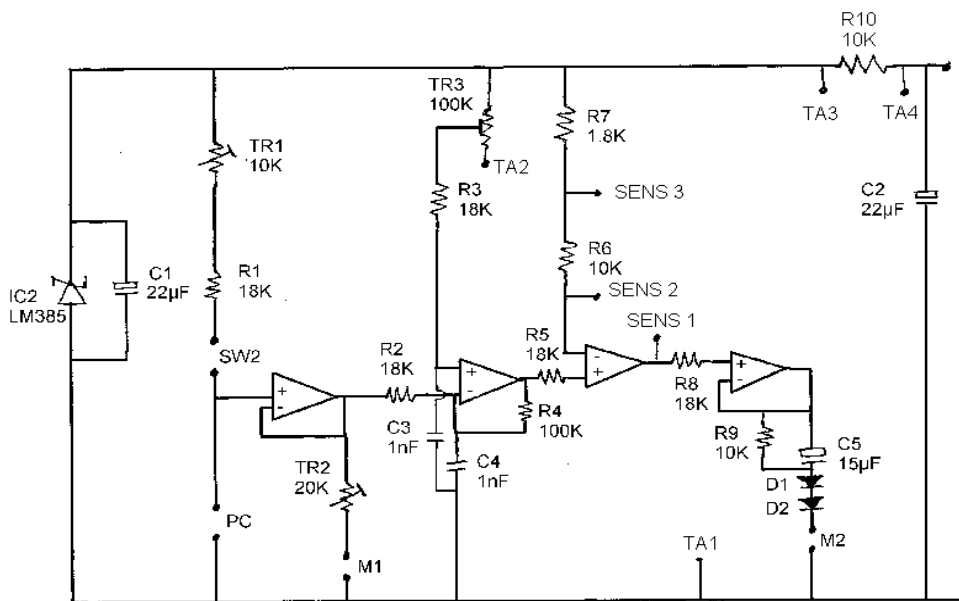 R10
10K
TR3
100K
TA3
TA4
R7
1.8K
TR1
10K
TA2
R3
18K
SENS 3
C2
22µF
R6
10K
R1
18K
C1
22µF
IC2
LM385
SENS 2
SENS 1
SW2
R2
18K
R5
18K
+
-
+
-
-
+
+
-
R8
18K
R4
100K
C3
1nF
R9
10K
C5
15µF
C4
1nF
TR2
20K
D1
D2
PC
M2
TA1
M1